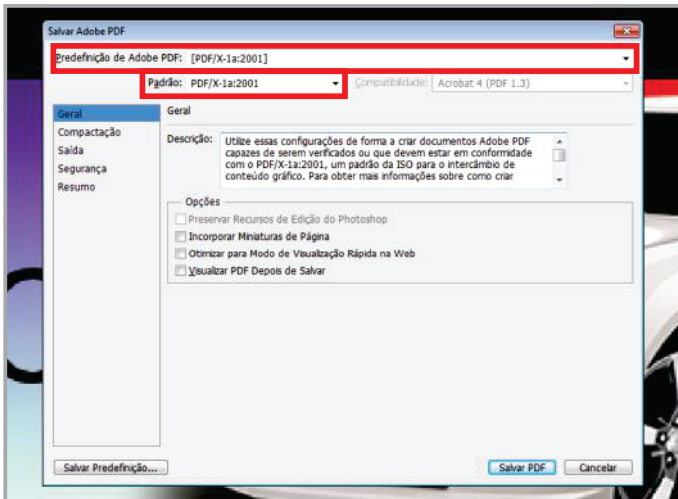 Salvar Adobe PDF
Predefinição de Adobe PDF: [PDF/X-1a:2001]
Padrão: PDF/X-1a:2001 Compatibilidade: Acrobat 4 (PDF 1.3)
Geral
Compactação
Saída
Segurança
Resumo
Geral
Descrição: Utilize essas configurações de forma a criar documentos Adobe PDF
capazes de serem verificados ou que devem estar em conformidade
com o PDF/X-1a:2001, um padrão da ISO para o intercâmbio de
conteúdo gráfico. Para obter mais informações sobre como criar
Opções
Preservar Recursos de Edição do Photoshop
Incorporar Miniaturas de Página
Otimizar para Modo de Visualização Rápida na Web
Visualizar PDF Depois de Salvar
Salvar Predefinição... Salvar PDF Cancelar